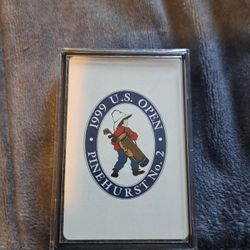 1999 U.S. OPEN
PINEHURST No. 2